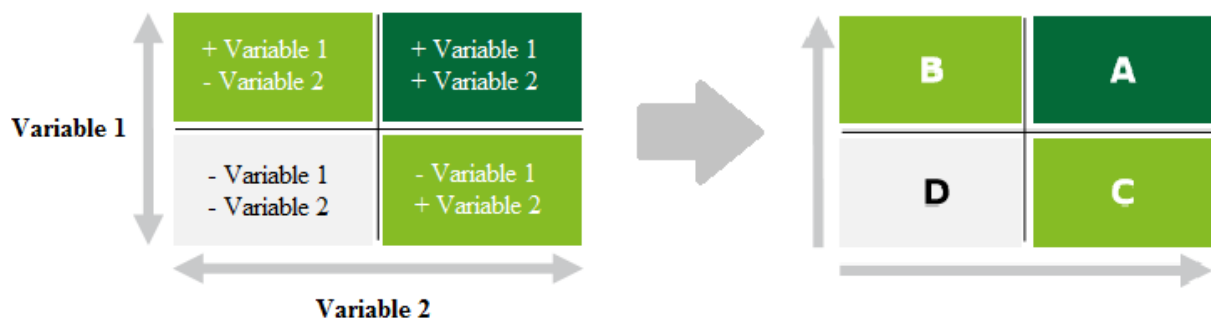 + Variable 1
- Variable 2
+ Variable 1
+ Variable 2
Variable 1
- Variable 1
- Variable 2
- Variable 1
+ Variable 2
Variable 2
B
A
D
C